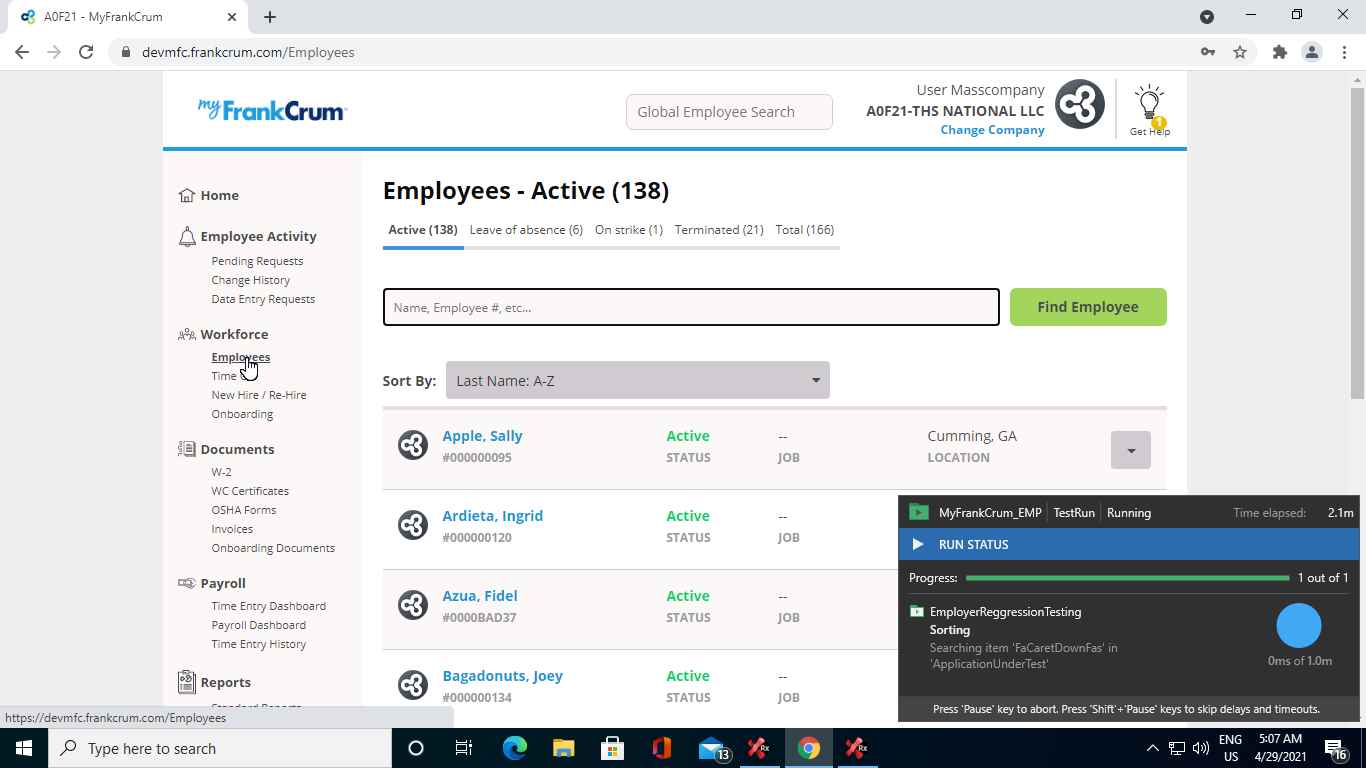 A0F21 - MyFrankCrum
devmfc.frankcrum.com/Employees
myFrankCrum
Global Employee Search
User Masscompany
A0F21-THS NATIONAL LLC
Change Company
1
Get Help
Home
Employee Activity
Pending Requests
Change History
Data Entry Requests
Workforce
Employees
Time
New Hire / Re-Hire
Onboarding
Documents
W-2
WC Certificates
OSHA Forms
Invoices
Onboarding Documents
Payroll
Time Entry Dashboard
Payroll Dashboard
Time Entry History
Reports
Standard Reports
Employees - Active (138)
Active (138) Leave of absence (6) On strike (1) Terminated (21) Total (166)
Name, Employee #, etc...
Find Employee
Sort By: Last Name: A-Z
Apple, Sally Active -- Cumming, GA
#000000095 STATUS JOB LOCATION
Ardieta, Ingrid Active --
#000000120 STATUS JOB
Azua, Fidel Active --
#0000BAD37 STATUS JOB
Bagadonuts, Joey Active --
#000000134 STATUS JOB
MyFrankCrum_EMP TestRun Running Time elapsed: 2.1m
RUN STATUS
Progress: 1 out of 1
EmployerReggressionTesting
Sorting
Searching item 'FaCaretDownFas' in
'ApplicationUnderTest'
0ms of 1.0m
Press 'Pause' key to abort. Press 'Shift'+'Pause' keys to skip delays and timeouts.
https://devmfc.frankcrum.com/Employees
Type here to search
13
Rx
Rx
ENG
US
5:07 AM
4/29/2021
16